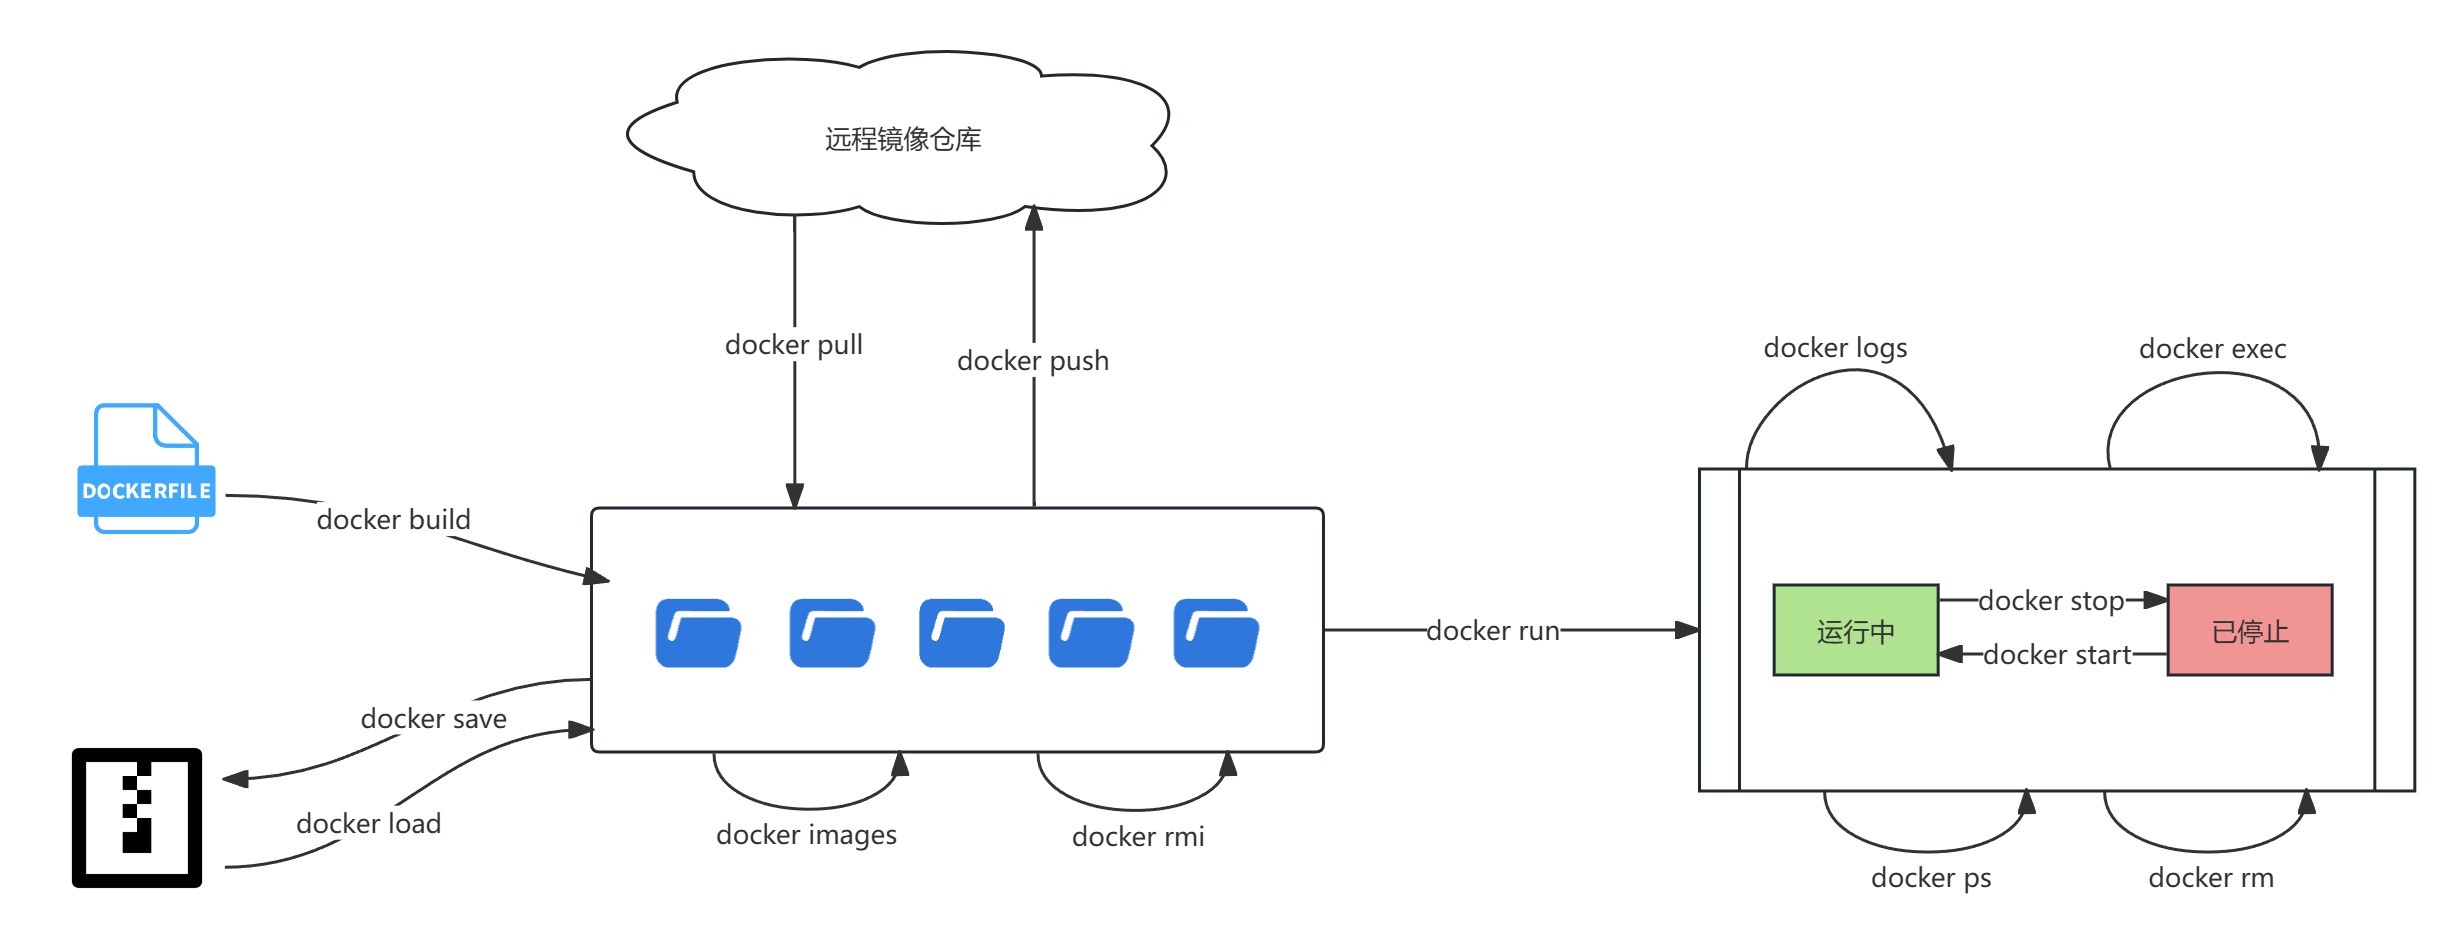 远程镜像仓库
docker pull
docker push
docker logs
docker exec
DOCKERFILE
docker build
docker run
docker stop
运行中
已停止
docker start
docker save
docker load
docker images
docker rmi
docker ps
docker rm